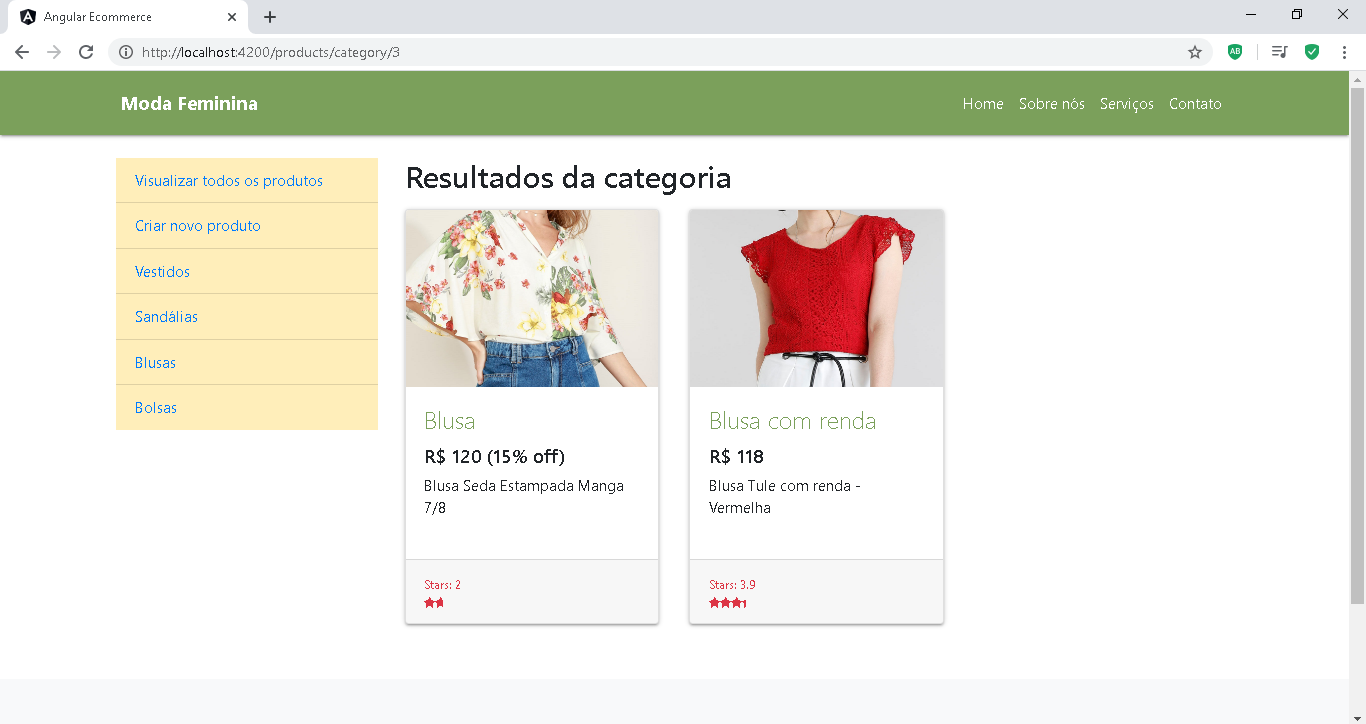 Angular Ecommerce
http://localhost:4200/products/category/3
Moda Feminina
Home Sobre nós Serviços Contato
Visualizar todos os produtos
Criar novo produto
Vestidos
Sandálias
Blusas
Bolsas
Resultados da categoria
Blusa
R$ 120 (15% off)
Blusa Seda Estampada Manga
7/8
Stars: 2
Blusa com renda
R$ 118
Blusa Tule com renda -
Vermelha
Stars: 3.9